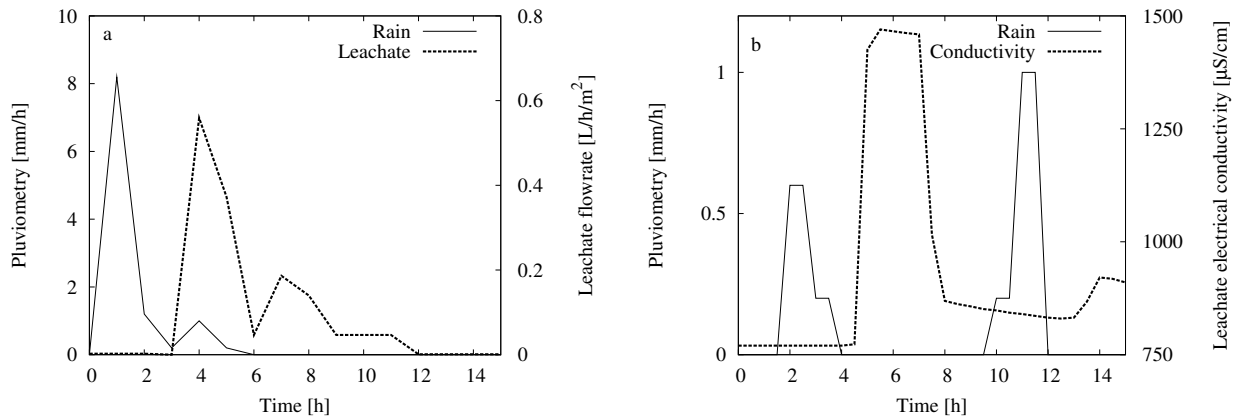 a
Rain
Leachate
10
8
6
4
2
0
0.8
0.6
0.4
0.2
0
0 2 4 6 8 10 12 14
Pluviometry [mm/h]
Leachate flowrate [L/h/m²]
Time [h]
b
Rain
Conductivity
1
0.5
0
1500
1250
1000
750
0 2 4 6 8 10 12 14
Pluviometry [mm/h]
Leachate electrical conductivity [µS/cm]
Time [h]